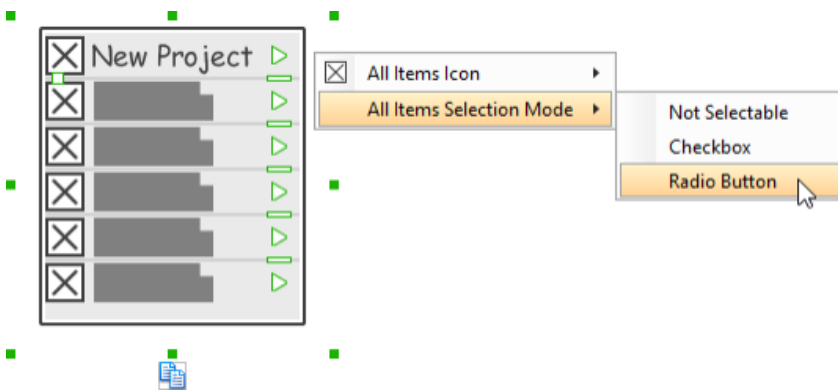 New Project
All Items Icon
All Items Selection Mode
Not Selectable
Checkbox
Radio Button